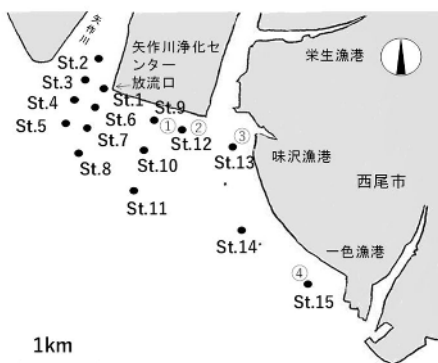 矢作川
矢作川浄化セ
ンター
放流口
栄生漁港
St.2
St.3
St.4
St.1
St.9
St.5
St.6
①
②
③
St.7
St.12
St.13
味沢漁港
St.8
St.10
西尾市
St.11
St.14
一色漁港
④
St.15
1km